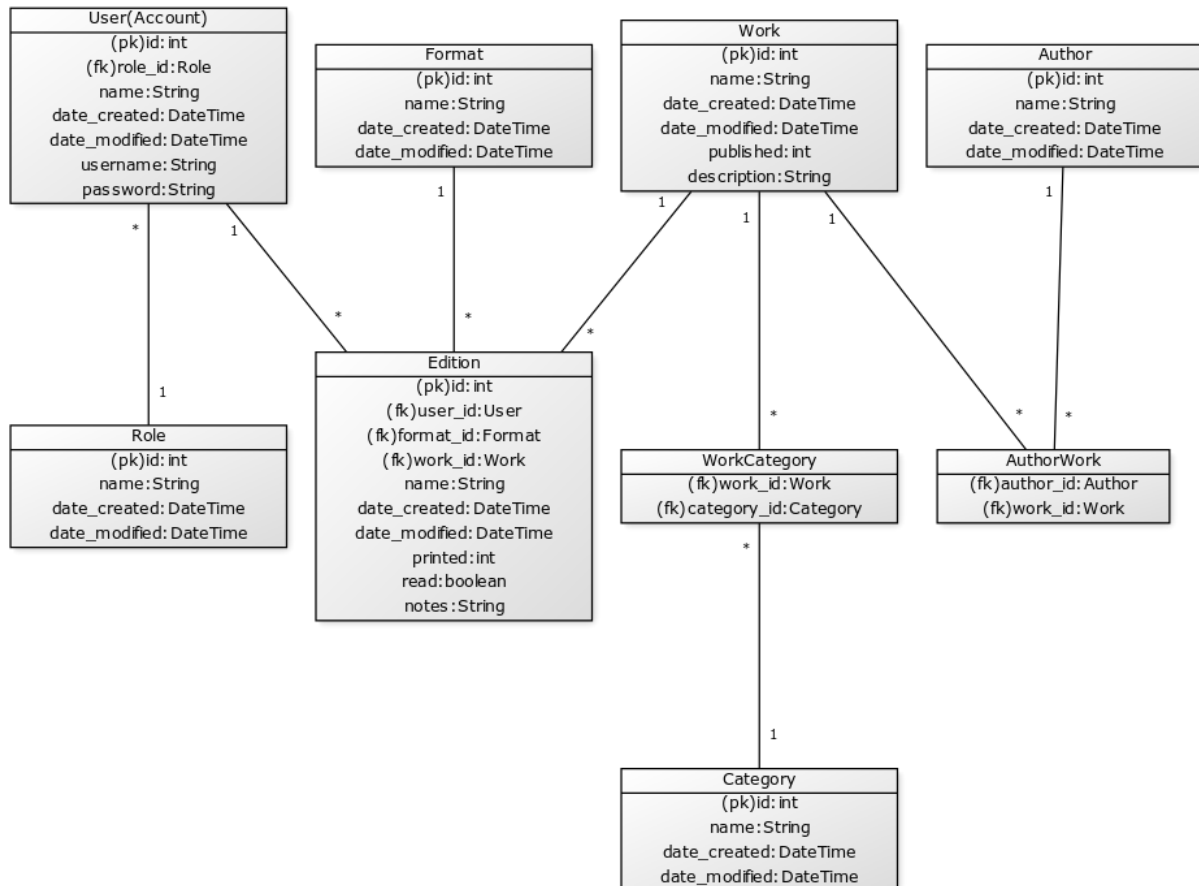 User(Account)
(pk)id:int
(fk)role_id:Role
name:String
date_created:DateTime
date_modified:DateTime
username:String
password:String
Format
(pk)id:int
name:String
date_created:DateTime
date_modified:DateTime
Work
(pk)id:int
name:String
date_created:DateTime
date_modified:DateTime
published:int
description:String
Author
(pk)id:int
name:String
date_created:DateTime
date_modified:DateTime
*
1
1
1
1
1
1
*
*
*
1
*
*
*
Role
(pk)id:int
name:String
date_created:DateTime
date_modified:DateTime
Edition
(pk)id:int
(fk)user_id:User
(fk)format_id:Format
(fk)work_id:Work
name:String
date_created:DateTime
date_modified:DateTime
printed:int
read:boolean
notes:String
WorkCategory
(fk)work_id:Work
(fk)category_id:Category
AuthorWork
(fk)author_id:Author
(fk)work_id:Work
*
1
Category
(pk)id:int
name:String
date_created:DateTime
date_modified:DateTime